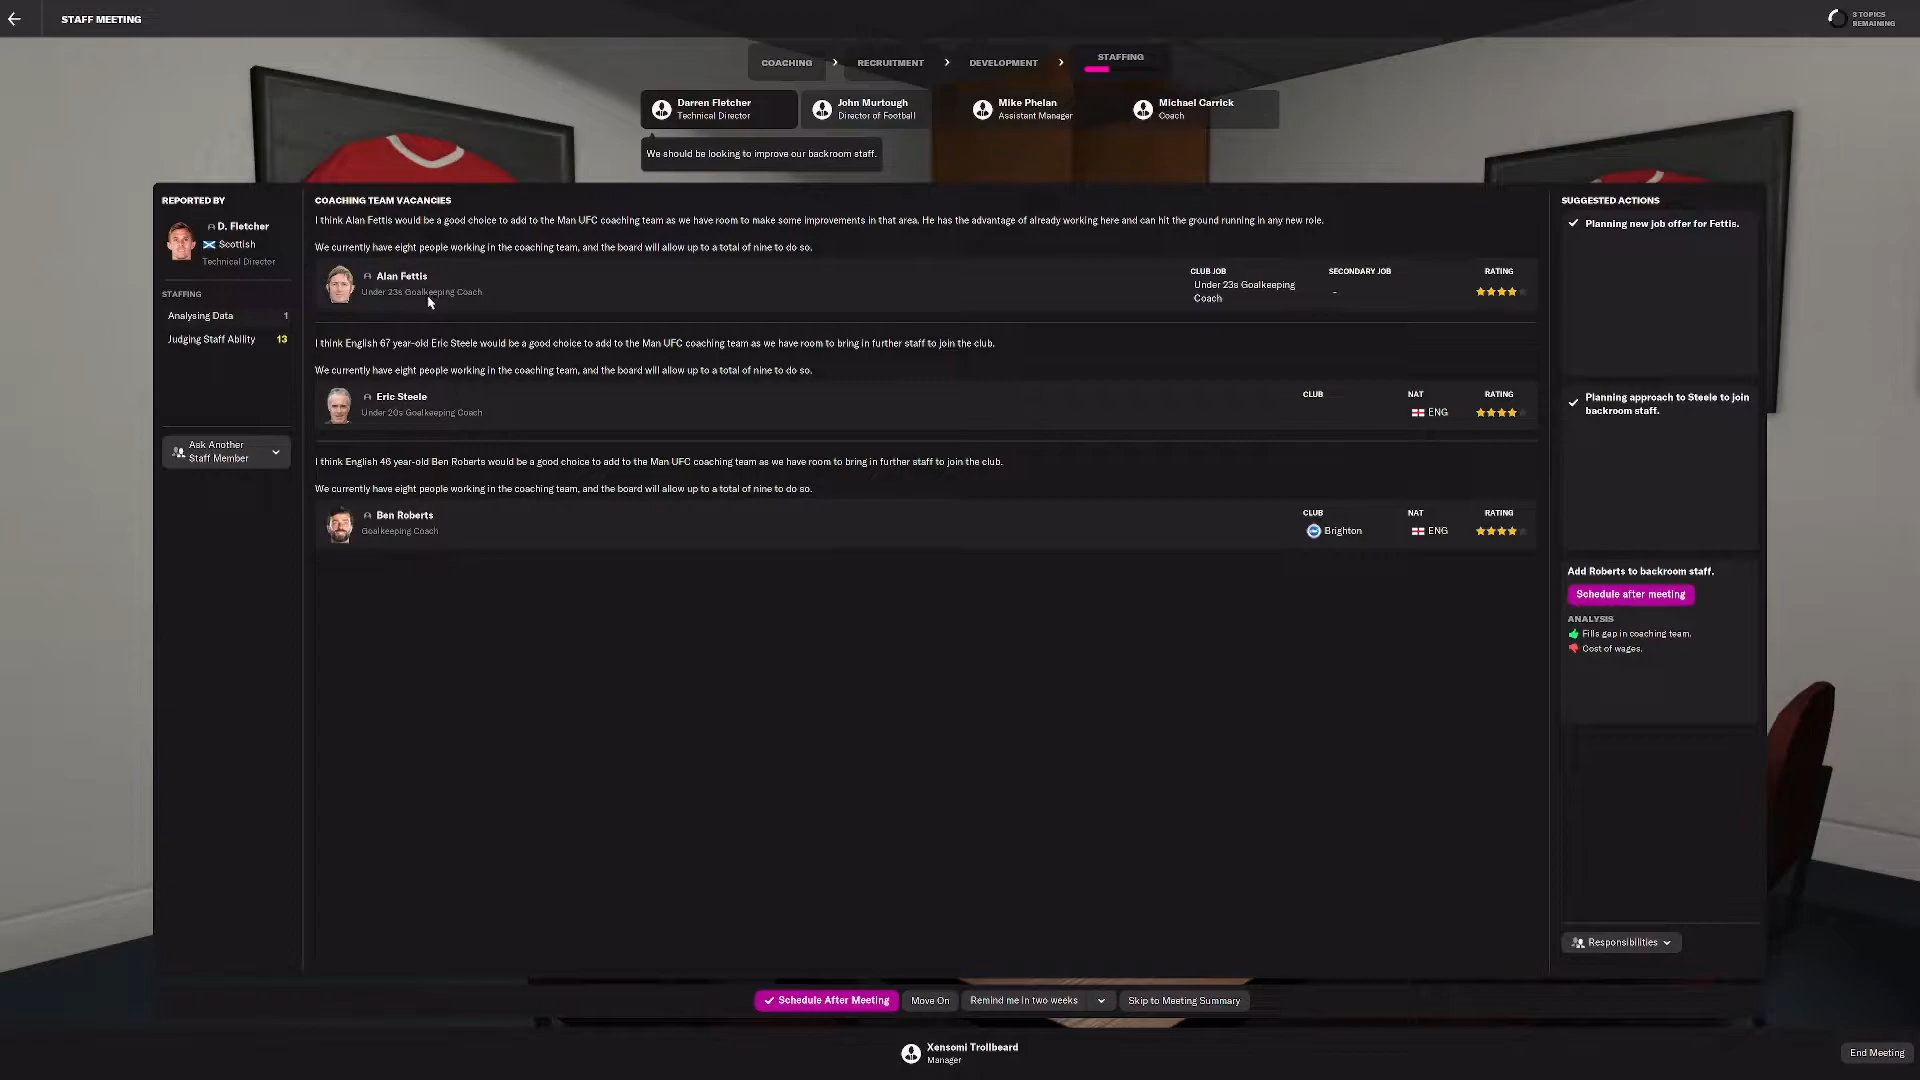 STAFF MEETING
3 TOPICS
REMAINING
COACHING
RECRUITMENT
DEVELOPMENT
STAFFING
Darren Fletcher
Technical Director
John Murtough
Director of Football
Mike Phelan
Assistant Manager
Michael Carrick
Coach
We should be looking to improve our backroom staff.
REPORTED BY
D. Fletcher
Scottish
Technical Director
STAFFING
Analysing Data 1
Judging Staff Ability 13
Ask Another
Staff Member
COACHING TEAM VACANCIES
I think Alan Fettis would be a good choice to add to the Man UFC coaching team as we have room to make some improvements in that area. He has the advantage of already working here and can hit the ground running in any new role.
We currently have eight people working in the coaching team, and the board will allow up to a total of nine to do so.
Alan Fettis
Under 23s Goalkeeping Coach
CLUB JOB
Under 23s Goalkeeping
Coach
SECONDARY JOB
-
RATING
I think English 67 year-old Eric Steele would be a good choice to add to the Man UFC coaching team as we have room to bring in further staff to join the club.
We currently have eight people working in the coaching team, and the board will allow up to a total of nine to do so.
Eric Steele
Under 20s Goalkeeping Coach
CLUB
NAT
ENG
RATING
I think English 46 year-old Ben Roberts would be a good choice to add to the Man UFC coaching team as we have room to bring in further staff to join the club.
We currently have eight people working in the coaching team, and the board will allow up to a total of nine to do so.
Ben Roberts
Goalkeeping Coach
CLUB
Brighton
NAT
ENG
RATING
SUGGESTED ACTIONS
Planning new job offer for Fettis.
Planning approach to Steele to join
backroom staff.
Add Roberts to backroom staff.
Schedule after meeting
ANALYSIS
Fills gap in coaching team.
Cost of wages.
Responsibilities
Schedule After Meeting
Move On
Remind me in two weeks
Skip to Meeting Summary
Xensomi Trollbeard
Manager
End Meeting